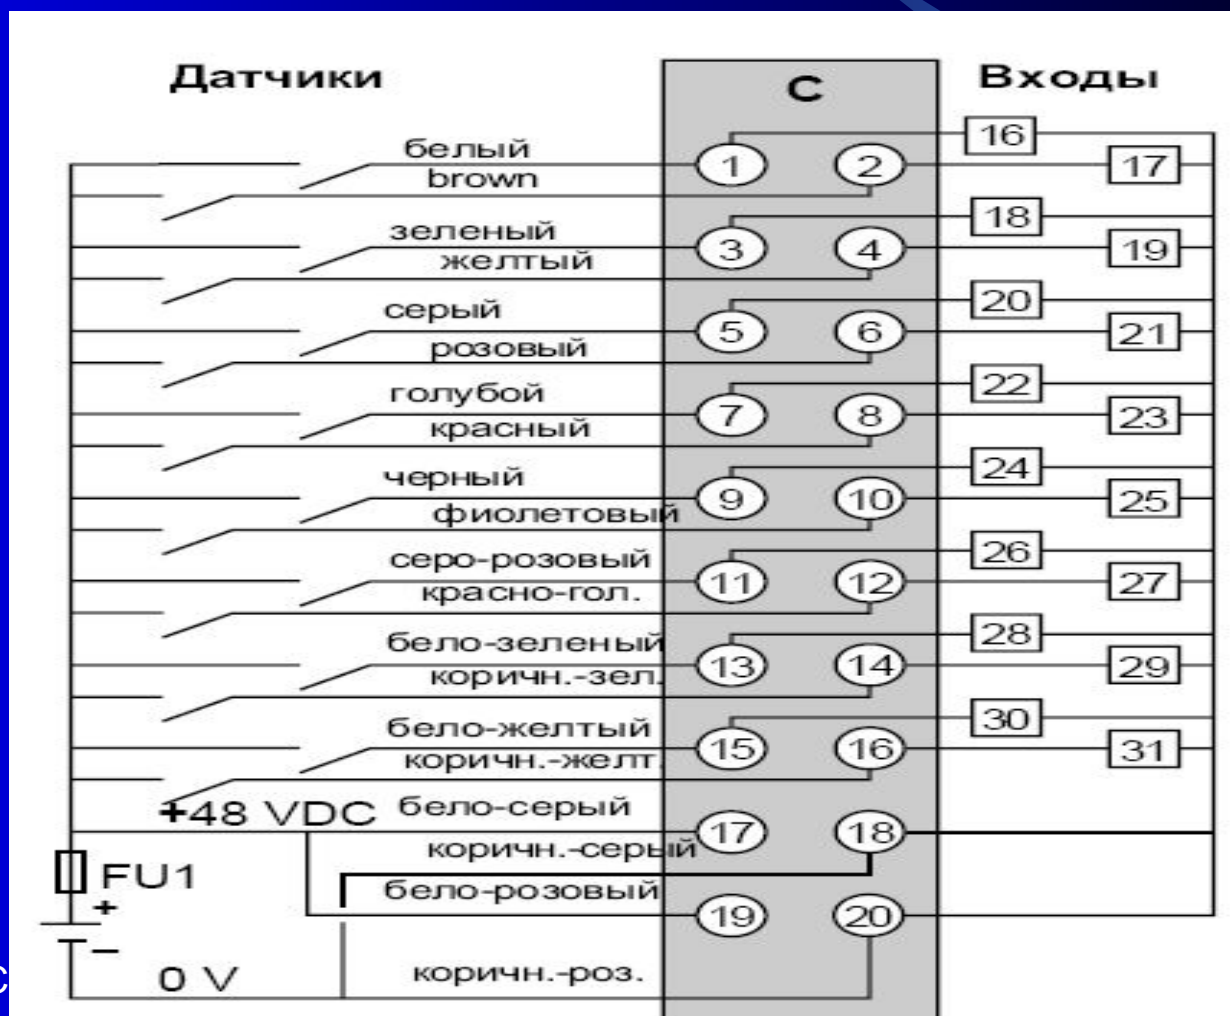 Датчики C Входы
белый 1 2 16 17
brown
зеленый 3 4 18 19
желтый
серый 5 6 20 21
розовый
голубой 7 8 22 23
красный
черный 9 10 24 25
фиолетовый
серо-розовый 11 12 26 27
красно-гол.
бело-зеленый 13 14 28 29
коричн.-зел.
бело-желтый 15 16 30 31
коричн.-желт.
+48 VDC бело-серый 17 18
коричн.-серый
FU1 бело-розовый 19 20
+
−
0 V коричн.-роз.
с